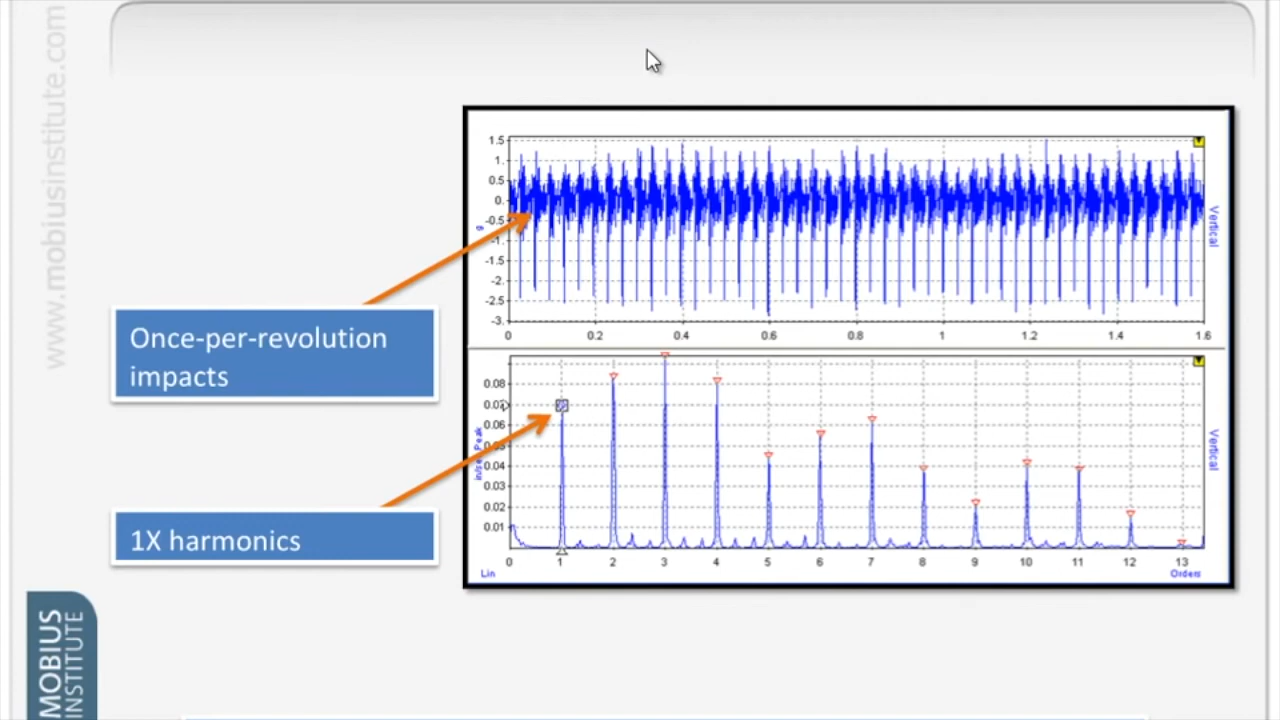 www.mobiusinstitute.com
1.5
1.
0.5
0.
-0.5
-1.
-1.5
-2.
-2.5
-3.
g
Vertical
0 0.2 0.4 0.6 0.8 1 1.2 1.4 1.6
Once-per-revolution
impacts
0.08
0.07
0.06
0.05
0.04
0.03
0.02
0.01
Vertical
1X harmonics
0 1 2 3 4 5 6 7 8 9 10 11 12 13
Lin
Orders
MOBIUS
INSTITUTE